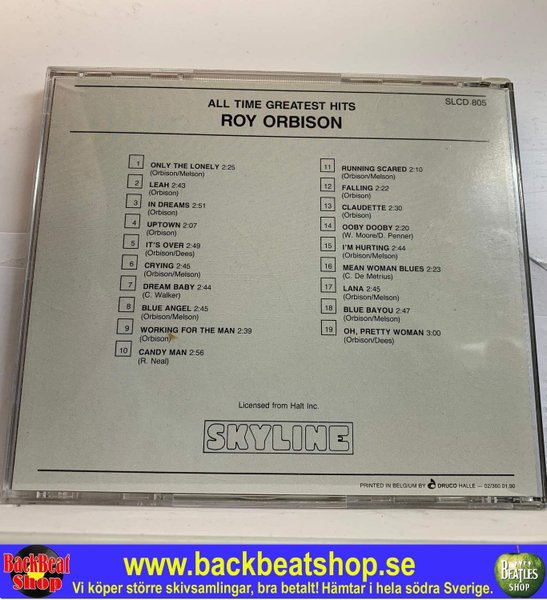 SLCD 805
ALL TIME GREATEST HITS
ROY ORBISON
1 ONLY THE LONELY 2:25
(Orbison/Melson)
2 LEAH 2:43
(Orbison)
3 IN DREAMS 2:51
(Orbison)
4 UPTOWN 2:07
(Orbison)
5 IT'S OVER 2:49
(Orbison/Dees)
6 CRYING 2:45
(Orbison/Melson)
7 DREAM BABY 2:44
(C. Walker)
8 BLUE ANGEL 2:45
(Orbison/Melson)
9 WORKING FOR THE MAN 2:39
(Orbison)
10 CANDY MAN 2:56
(R. Neal)
11 RUNNING SCARED 2:10
(Orbison/Melson)
12 FALLING 2:22
(Orbison)
13 CLAUDETTE 2:30
(Orbison)
14 OOBY DOOBY 2:20
(W. Moore/D. Penner)
15 I'M HURTING 2:44
(Orbison/Melson)
16 MEAN WOMAN BLUES 2:23
(C. De Metrius)
17 LANA 2:45
(Orbison/Melson)
18 BLUE BAYOU 2:47
(Orbison/Melson)
19 OH, PRETTY WOMAN 3:00
(Orbison/Dees)
Licensed from Halt Inc.
SKYLINE
PRINTED IN BELGIUM BY DRUCO HALLE — 02/360.01.90
BackBeat
Shop
www.backbeatshop.se
Vi köper större skivsamlingar, bra betalt! Hämtar i hela södra Sverige.
BEATLES
SHOP